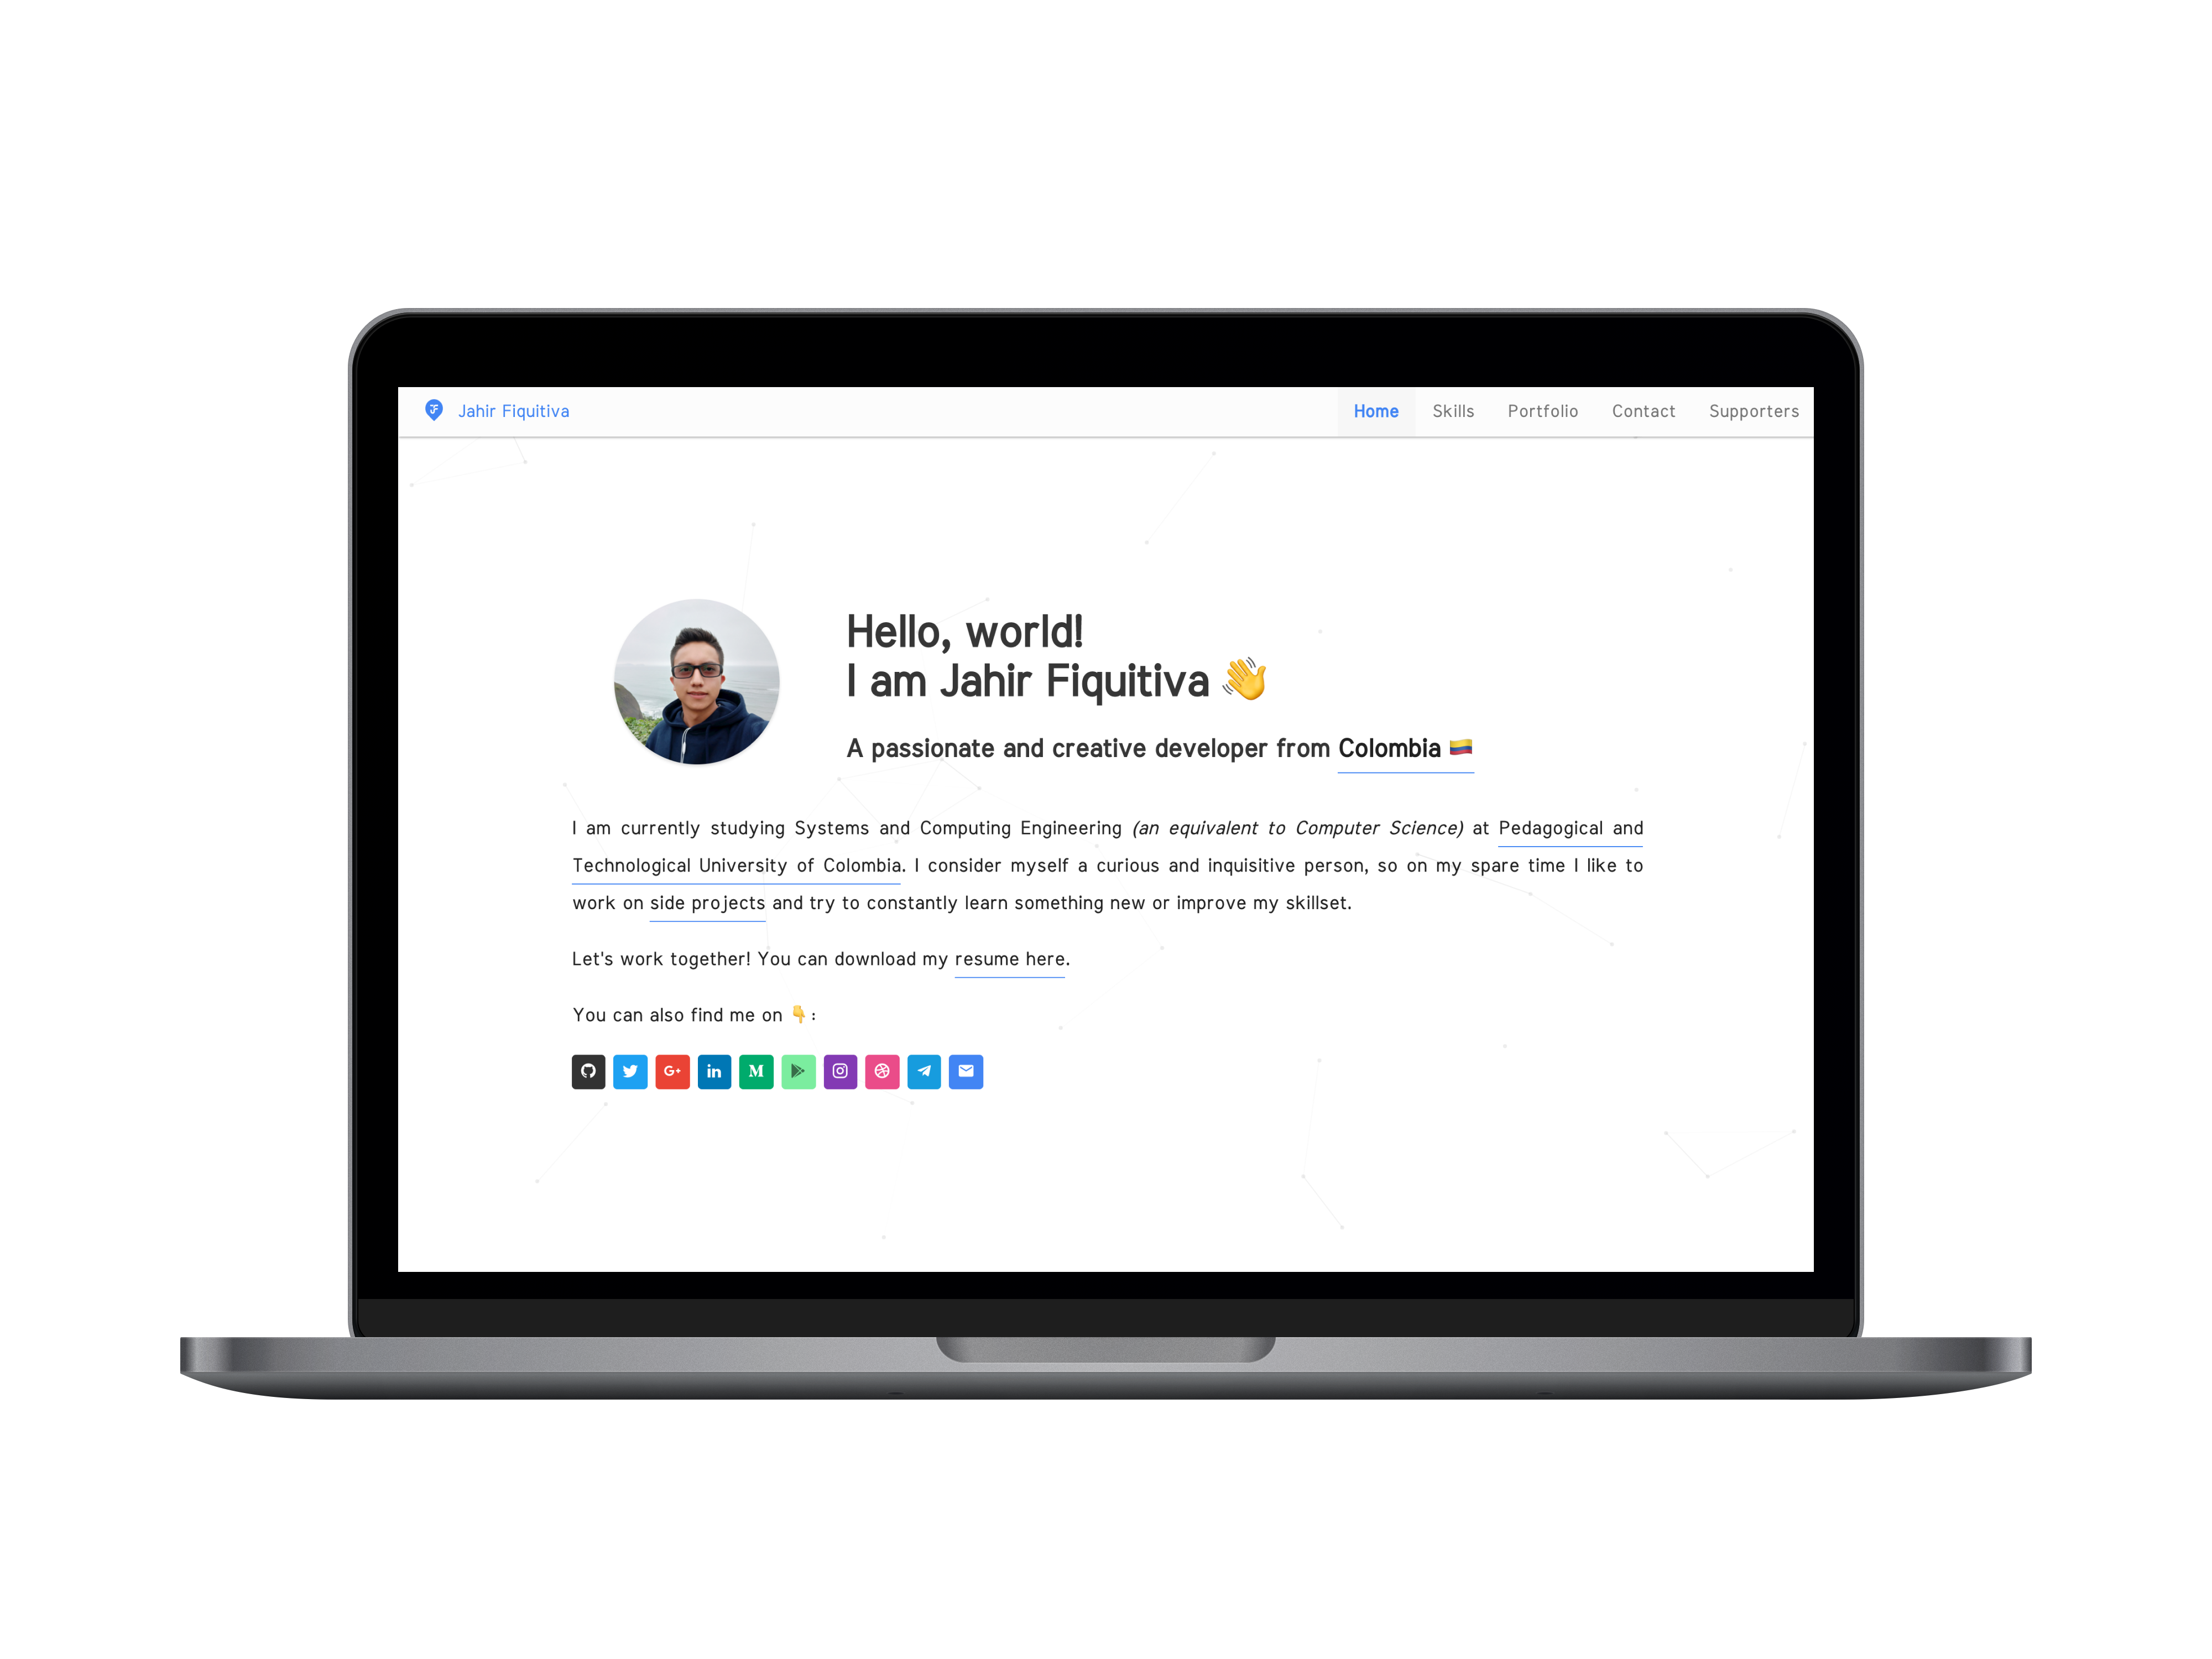 Jahir Fiquitiva
Home Skills Portfolio Contact Supporters
Hello, world!
I am Jahir Fiquitiva 👋
A passionate and creative developer from Colombia 🇨🇴
I am currently studying Systems and Computing Engineering (an equivalent to Computer Science) at Pedagogical and
Technological University of Colombia. I consider myself a curious and inquisitive person, so on my spare time I like to
work on side projects and try to constantly learn something new or improve my skillset.
Let's work together! You can download my resume here.
You can also find me on 👇:
G+ in M